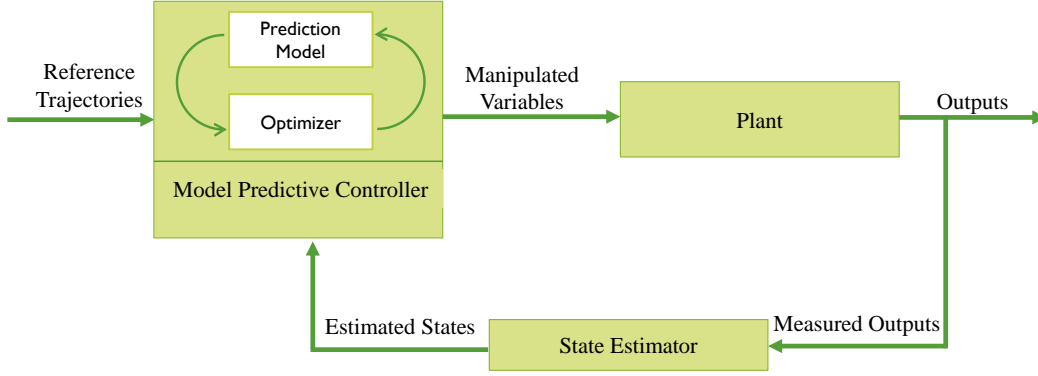 Reference
Trajectories
Prediction
Model
Optimizer
Model Predictive Controller
Manipulated
Variables
Plant
Outputs
Measured Outputs
State Estimator
Estimated States